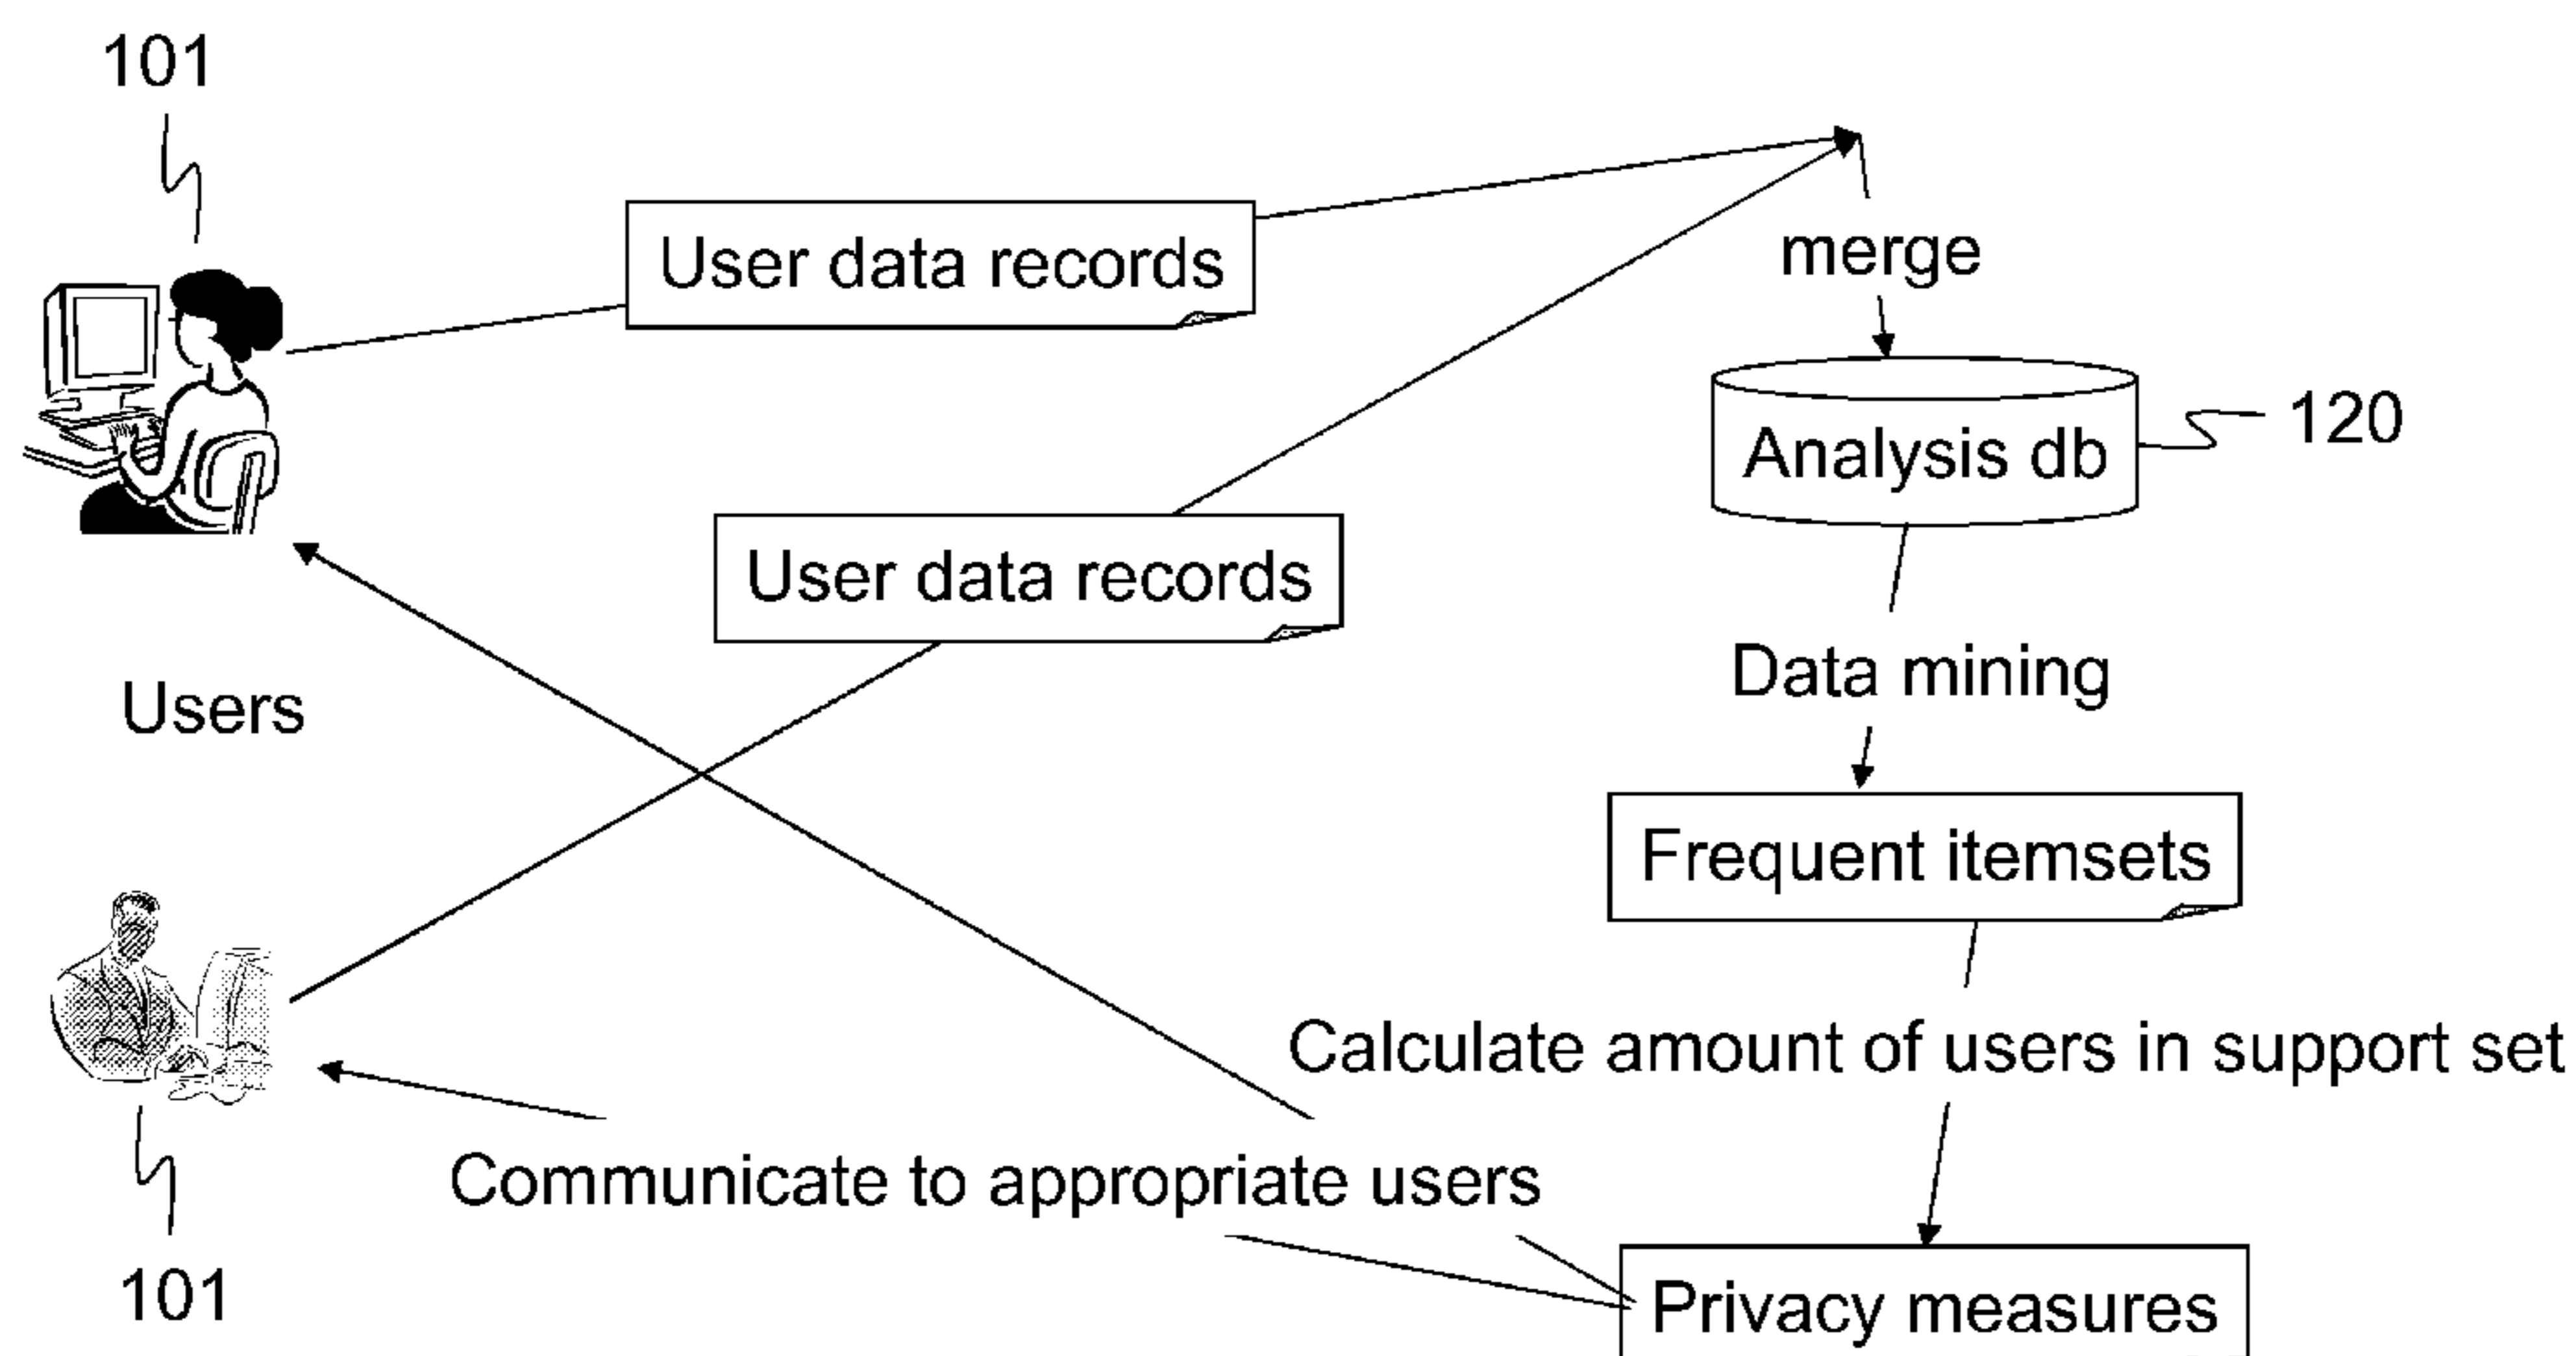 101
User data records
merge
Analysis db
120
User data records
Data mining
Users
Frequent itemsets
Calculate amount of users in support set
Communicate to appropriate users
101
Privacy measures